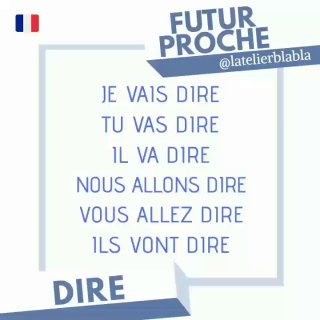 FUTUR
PROCHE
@latelierblabla
JE VAIS DIRE
TU VAS DIRE
IL VA DIRE
NOUS ALLONS DIRE
VOUS ALLEZ DIRE
ILS VONT DIRE
DIRE